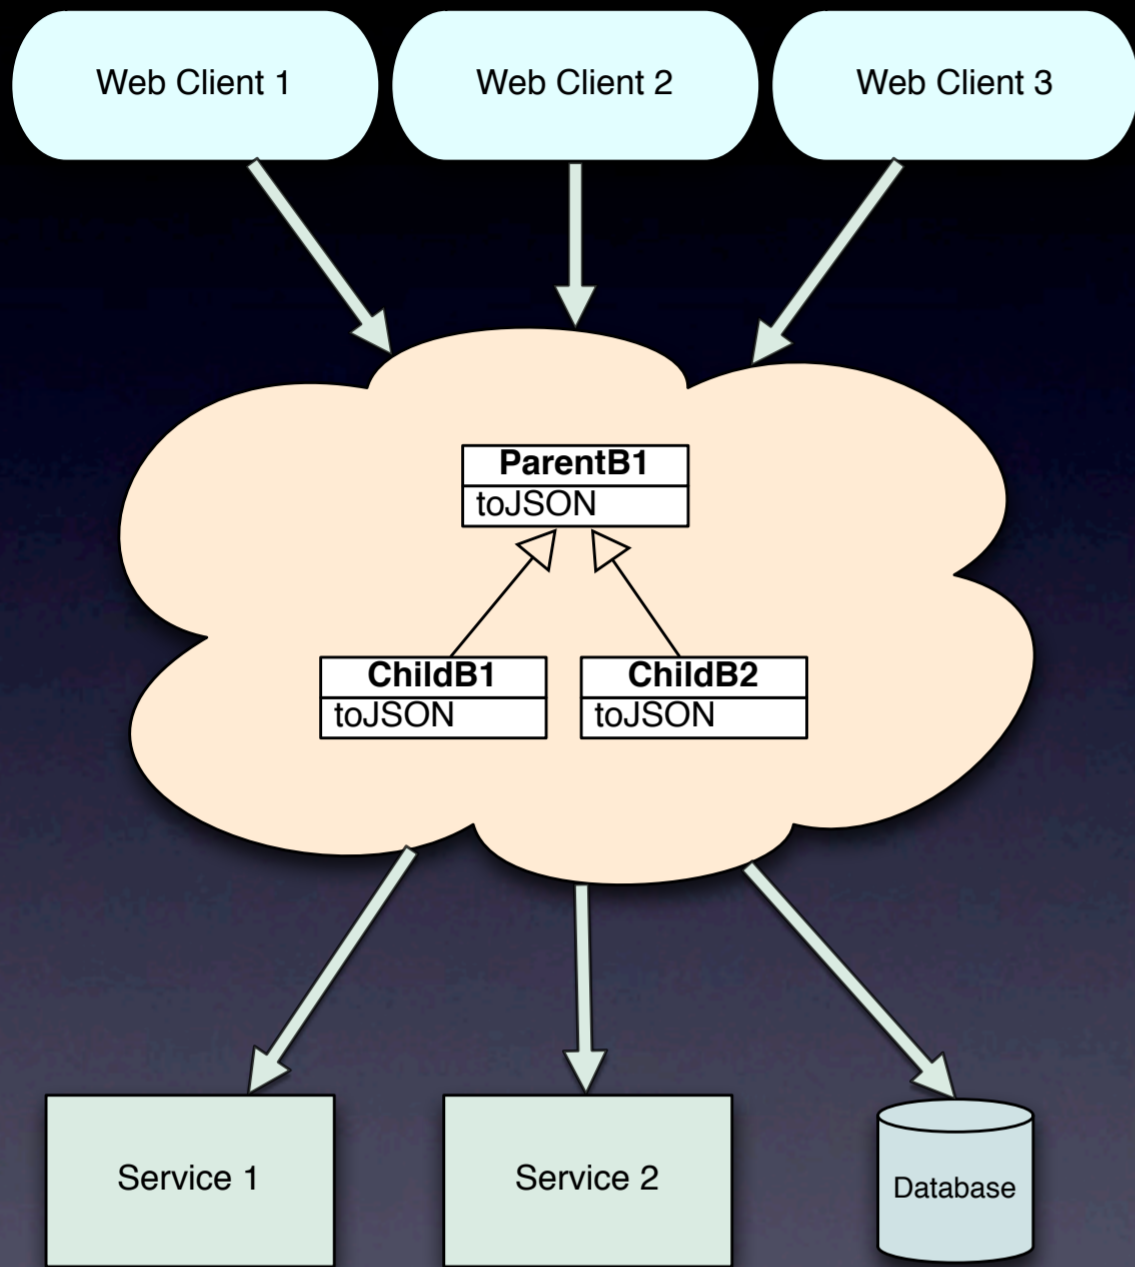 Web Client 1
Web Client 2
Web Client 3
ParentB1
toJSON
ChildB1
toJSON
ChildB2
toJSON
Service 1
Service 2
Database